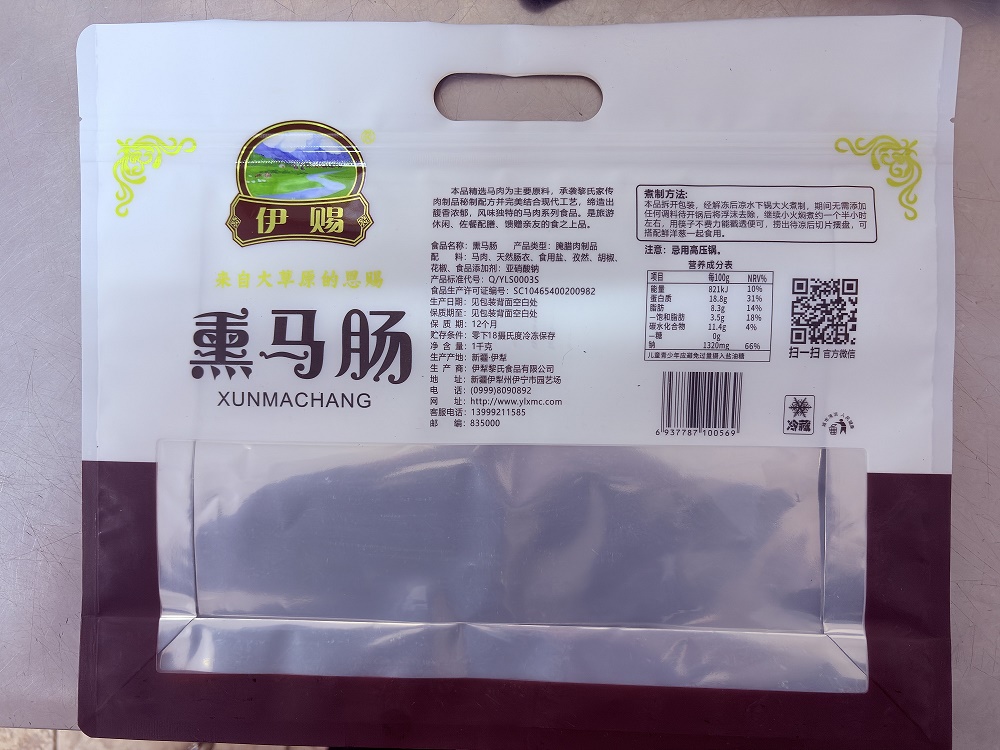 伊赐
来自大草原的恩赐
熏马肠
XUNMACHANG
本品精选马肉为主要原料，承袭黎氏家传
肉制品秘制配方并完美结合现代工艺，缔造出
馥香浓郁，风味独特的马肉系列食品。是旅游
休闲、佐餐配膳、馈赠亲友的食之上品。
食品名称：熏马肠 产品类型：腌腊肉制品
配 料：马肉、天然肠衣、食用盐、孜然、胡椒、
花椒、食品添加剂：亚硝酸钠
产品标准代号：Q/YLS0003S
食品生产许可证编号：SC10465400200982
生产日期：见包装背面空白处
保质期至：见包装背面空白处
保 质 期：12个月
贮存条件：零下18摄氏度冷冻保存
净 含 量：1千克
生产产地：新疆·伊犁
生 产 商：伊犁黎氏食品有限公司
地 址：新疆伊犁州伊宁市园艺场
电 话：(0999)8090892
网 址：http://www.ylxmc.com
客服电话：13999211585
邮 编：835000
煮制方法：
本品拆开包装，经解冻后凉水下锅大火煮制，期间无需添加
任何调料待开锅后将浮沫去除，继续小火焖煮约一个半小时
左右，用筷子不费力能戳透便可，捞出待凉后切片摆盘，可
搭配鲜洋葱一起食用。
注意：忌用高压锅。
营养成分表
项目 每100g NRV%
能量 821kJ 10%
蛋白质 18.8g 31%
脂肪 8.3g 14%
—饱和脂肪 3.5g 18%
碳水化合物 11.4g 4%
—糖 0g
钠 1320mg 66%
儿童青少年应避免过量摄入盐油糖
扫一扫 官方微信
6 937787 100569
冷藏